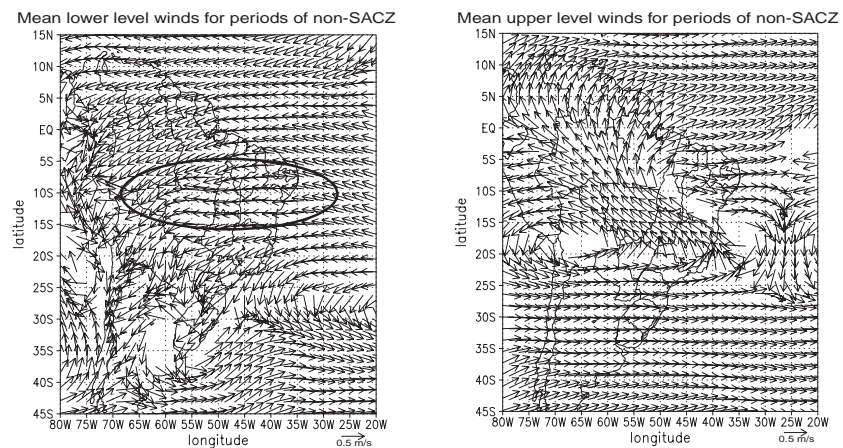 Mean lower level winds for periods of non-SACZ
15N
10N
5N
EQ
5S
10S
15S
20S
25S
30S
35S
40S
45S
latitude
80W 75W 70W 65W 60W 55W 50W 45W 40W 35W 30W 25W 20W
longitude
0.5 m/s
Mean upper level winds for periods of non-SACZ
15N
10N
5N
EQ
5S
10S
15S
20S
25S
30S
35S
40S
45S
latitude
80W 75W 70W 65W 60W 55W 50W 45W 40W 35W 30W 25W 20W
longitude
0.5 m/s